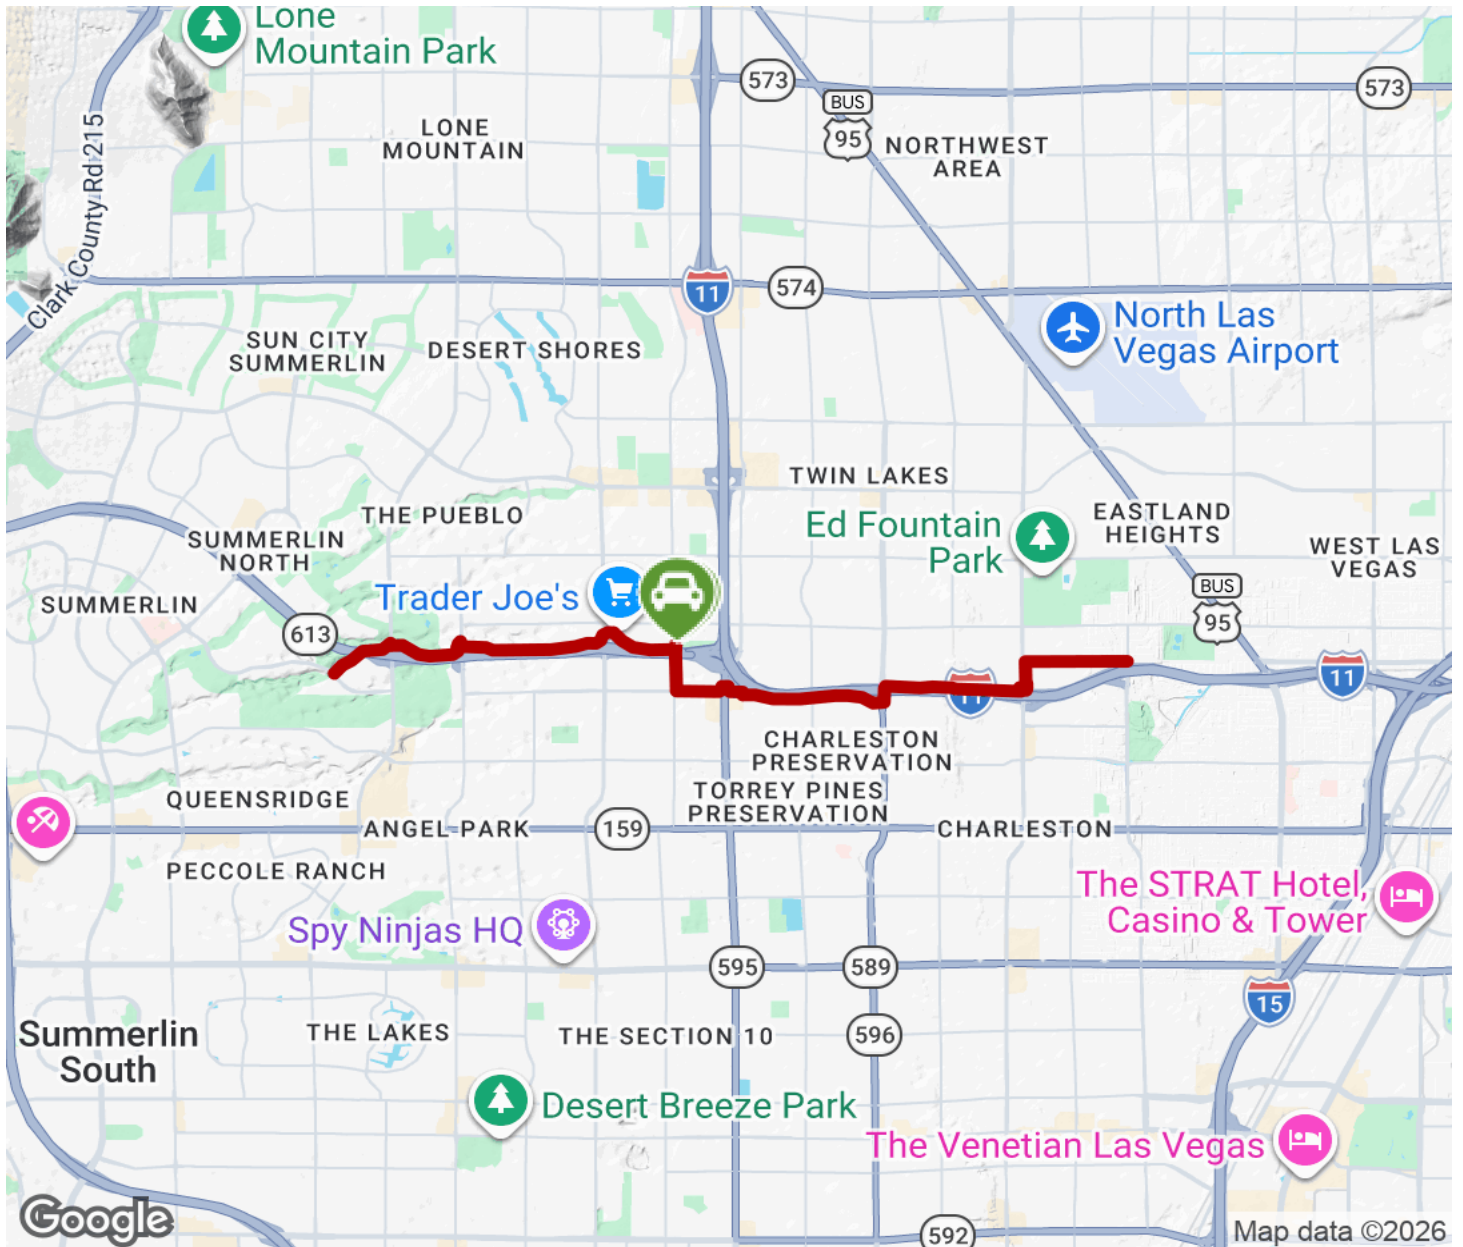 Lone
Mountain Park
573
573
BUS
95
LONE
MOUNTAIN
NORTHWEST
AREA
Clark County Rd 215
11
574
North Las
Vegas Airport
SUN CITY
SUMMERLIN
DESERT SHORES
TWIN LAKES
THE PUEBLO
Ed Fountain
Park
EASTLAND
HEIGHTS
SUMMERLIN
NORTH
WEST LAS
VEGAS
BUS
95
Trader Joe's
SUMMERLIN
613
11
11
CHARLESTON
PRESERVATION
TORREY PINES
PRESERVATION
QUEENSRIDGE
ANGEL PARK
159
CHARLESTON
PECCOLE RANCH
The STRAT Hotel,
Casino & Tower
Spy Ninjas HQ
595
589
15
Summerlin
South
THE LAKES
THE SECTION 10
596
Desert Breeze Park
The Venetian Las Vegas
Google
592
Map data ©2026